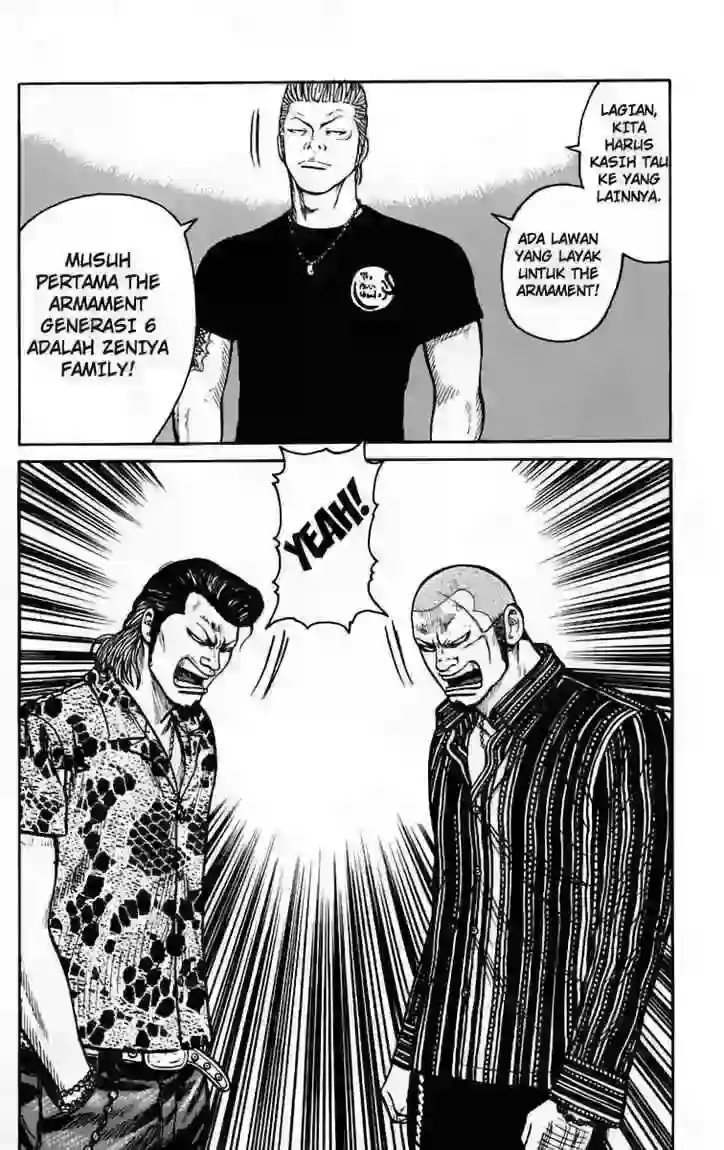 LAGIAN,
KITA
HARUS
KASIH TAU
KE YANG
LAINNYA.
ADA LAWAN
YANG LAYAK
UNTUK THE
ARMAMENT!
MUSUH
PERTAMA THE
ARMAMENT
GENERASI 6
ADALAH ZENIYA
FAMILY!
YEAH!